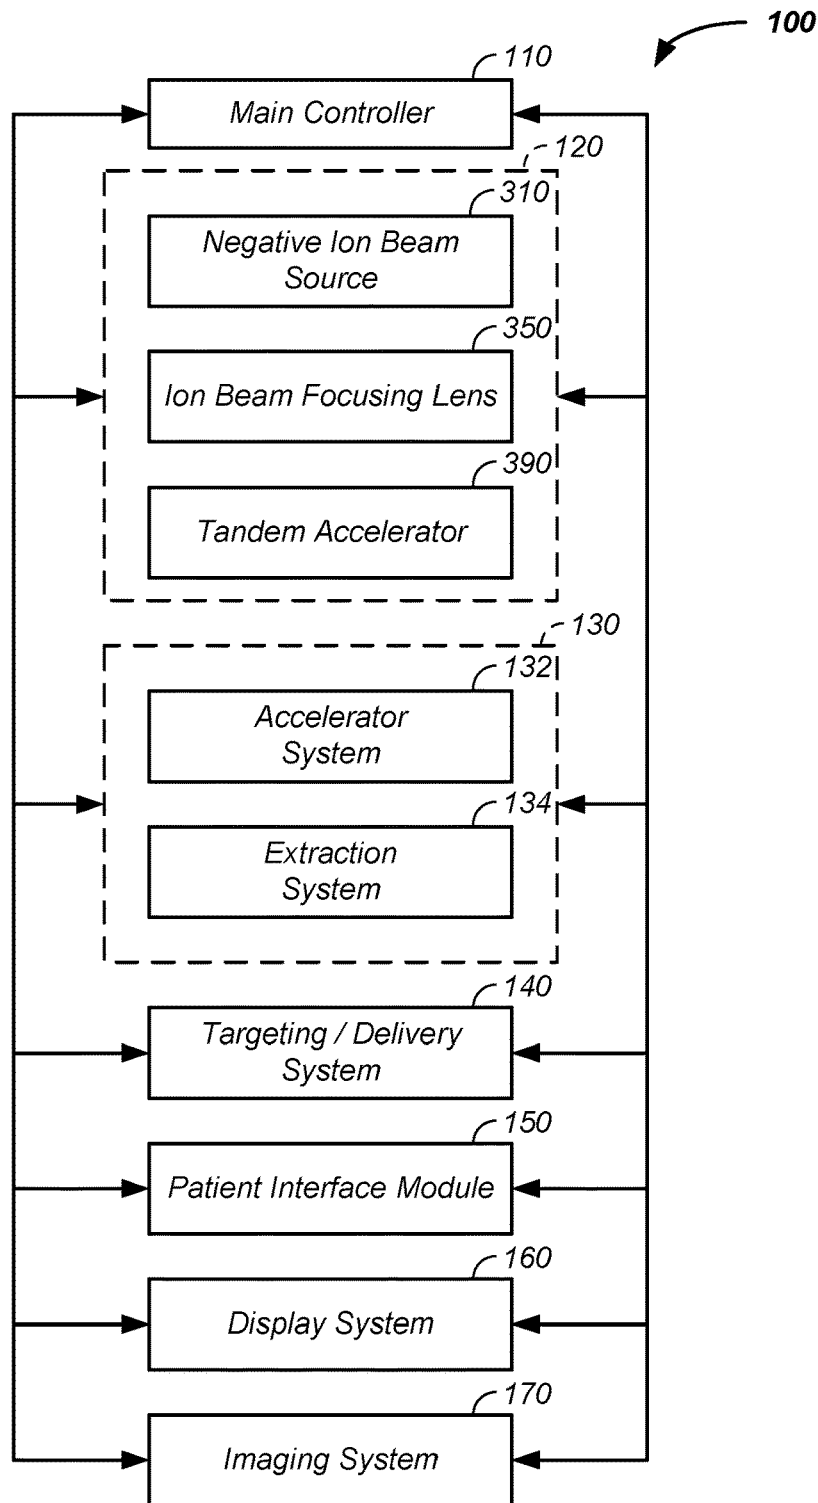 100
110
Main Controller
120
310
Negative Ion Beam
Source
350
Ion Beam Focusing Lens
390
Tandem Accelerator
130
132
Accelerator
System
134
Extraction
System
140
Targeting / Delivery
System
150
Patient Interface Module
160
Display System
170
Imaging System